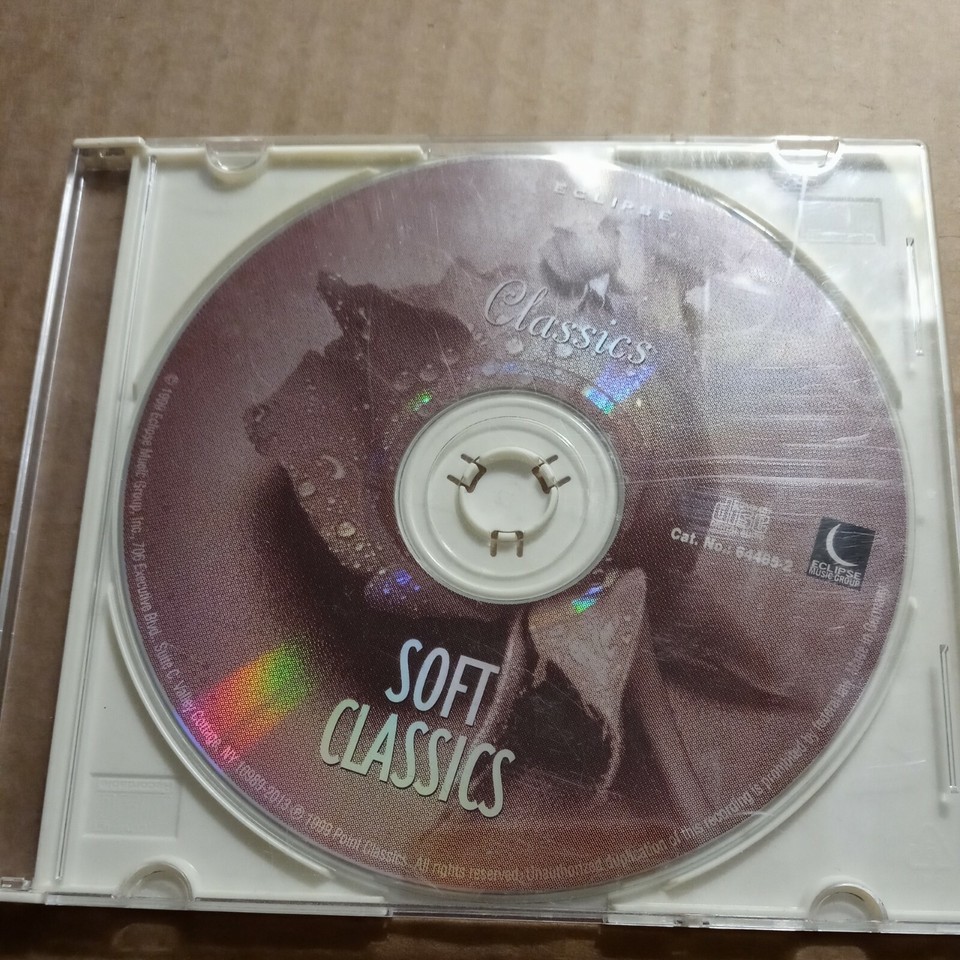 ECLIPSE
Classics
Cat. No.: 64493-2
ECLIPSE
MUSIC GROUP
SOFT
CLASSICS
© 1999 Eclipse Music Group, Inc., 706 Executive Blvd., Suite C, Valley Cottage, NY 10989-2013 ℗ 1999 Point Classics. All rights reserved. Unauthorized duplication of this recording is prohibited by federal law. Made in Germany